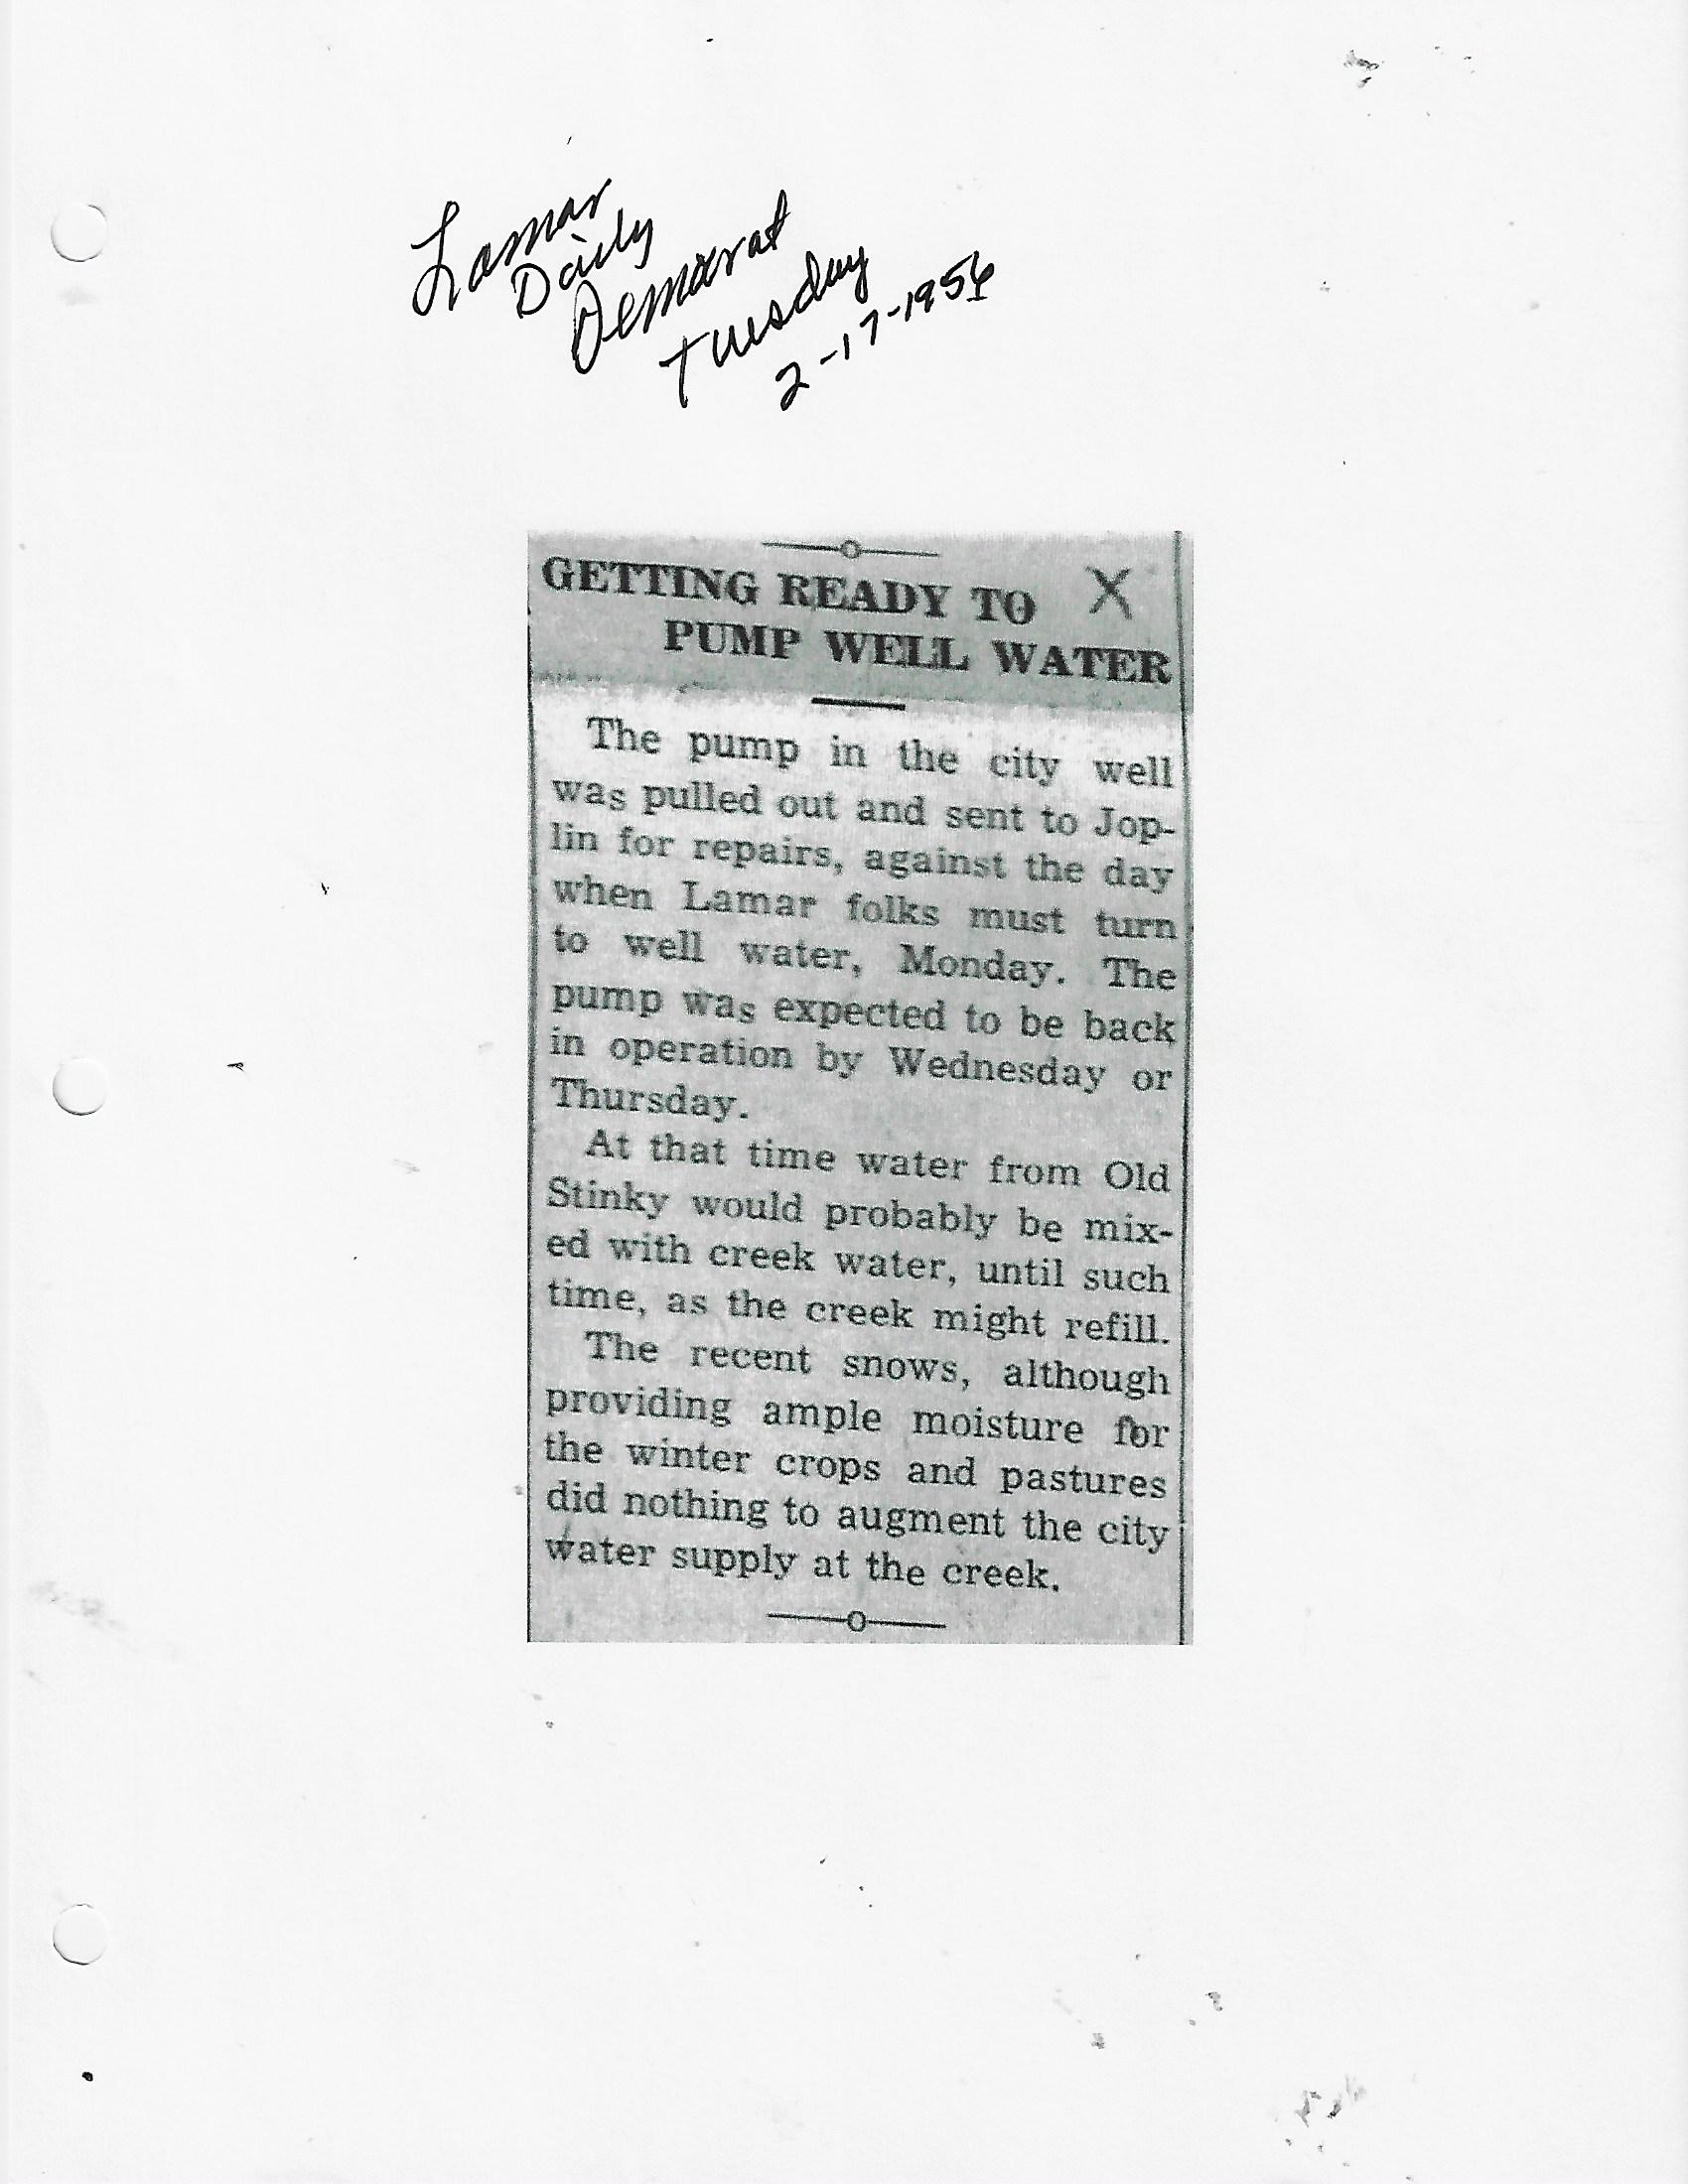 Lamar
Daily
Democrat
Tuesday
GETTING READY TO X
PUMP WELL WATER
The pump in the city well
was pulled out and sent to Jop-
lin for repairs, against the day
when Lamar folks must turn
to well water, Monday. The
pump was expected to be back
in operation by Wednesday or
Thursday.
At that time water from Old
Stinky would probably be mix-
ed with creek water, until such
time, as the creek might refill.
The recent snows, although
providing ample moisture for
the winter crops and pastures
did nothing to augment the city
water supply at the creek.